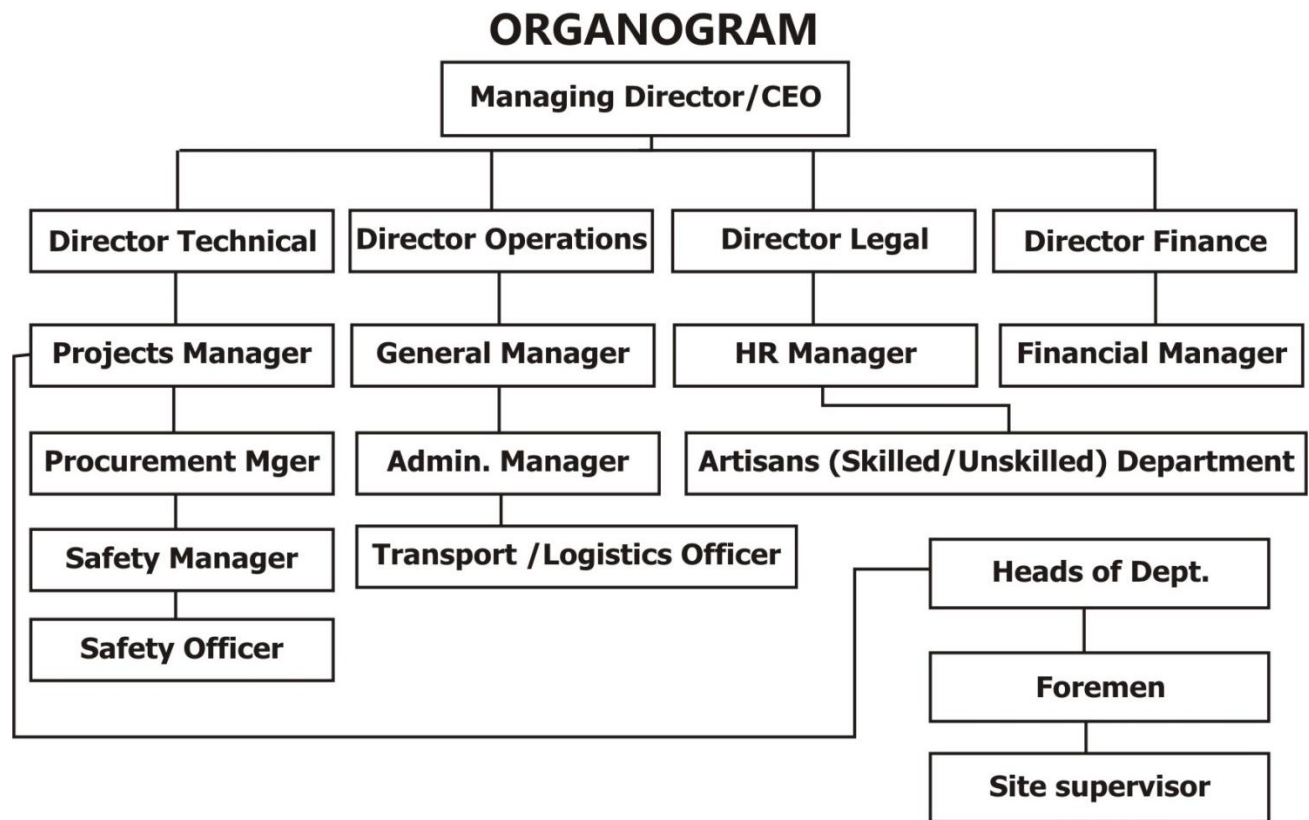 ORGANOGRAM
Managing Director/CEO
Director Technical
Director Operations
Director Legal
Director Finance
Projects Manager
General Manager
HR Manager
Financial Manager
Procurement Mger
Admin. Manager
Artisans (Skilled/Unskilled) Department
Safety Manager
Transport /Logistics Officer
Heads of Dept.
Safety Officer
Foremen
Site supervisor